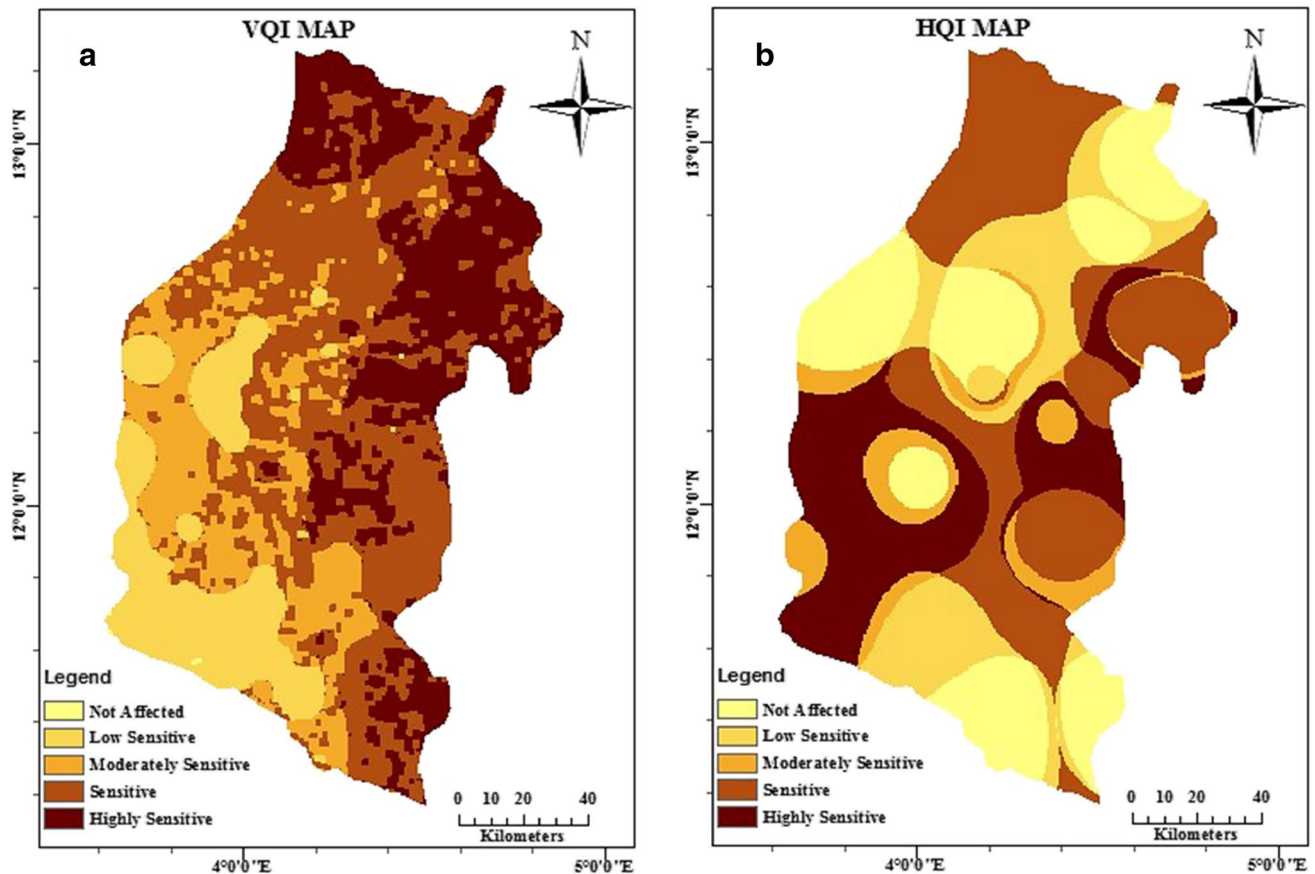 a
VQI MAP
N
13°0'0"N
12°0'0"N
Legend
Not Affected
Low Sensitive
Moderately Sensitive
Sensitive
Highly Sensitive
0 10 20 40
Kilometers
4°0'0"E
5°0'0"E
b
HQI MAP
N
13°0'0"N
12°0'0"N
Legend
Not Affected
Low Sensitive
Moderately Sensitive
Sensitive
Highly Sensitive
0 10 20 40
Kilometers
4°0'0"E
5°0'0"E